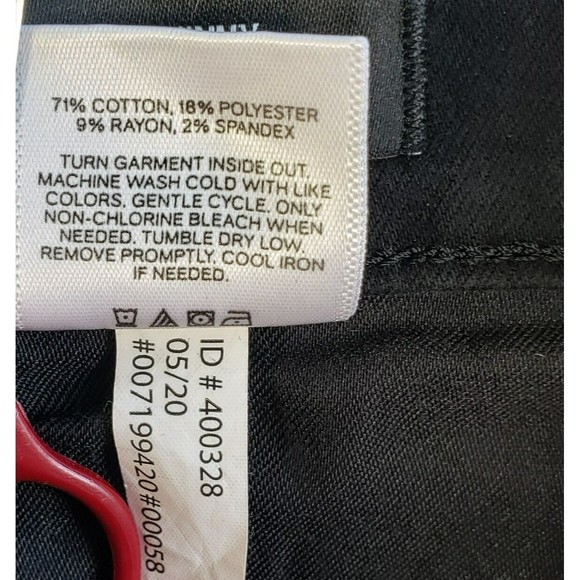 71% COTTON, 18% POLYESTER
9% RAYON, 2% SPANDEX
TURN GARMENT INSIDE OUT.
MACHINE WASH COLD WITH LIKE
COLORS. GENTLE CYCLE. ONLY
NON-CHLORINE BLEACH WHEN
NEEDED. TUMBLE DRY LOW.
REMOVE PROMPTLY. COOL IRON
IF NEEDED.
ID # 400328
05/20
#007199420#00058